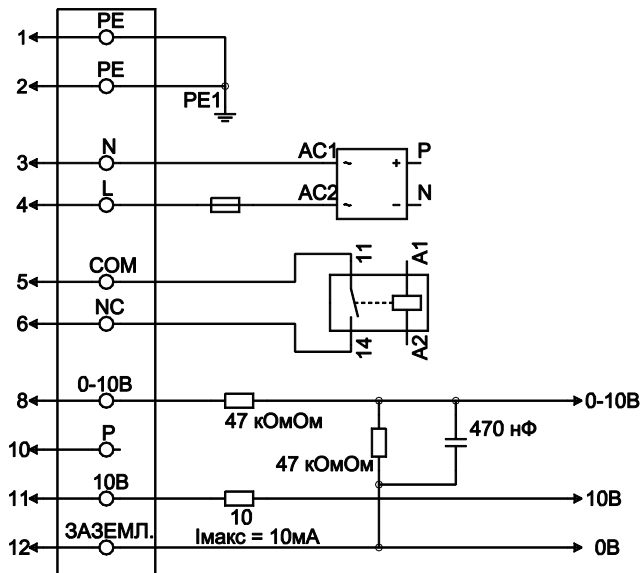 PE
1
PE
2
PE1
N
3
AC1
~
+
P
L
4
AC2
~
−
N
11
A1
COM
5
NC
6
14
A2
0-10В
8
0-10В
47 кОмОм
470 нФ
P
10
47 кОмОм
10В
11
10В
10
Iмакс = 10мА
ЗАЗЕМЛ.
12
0В